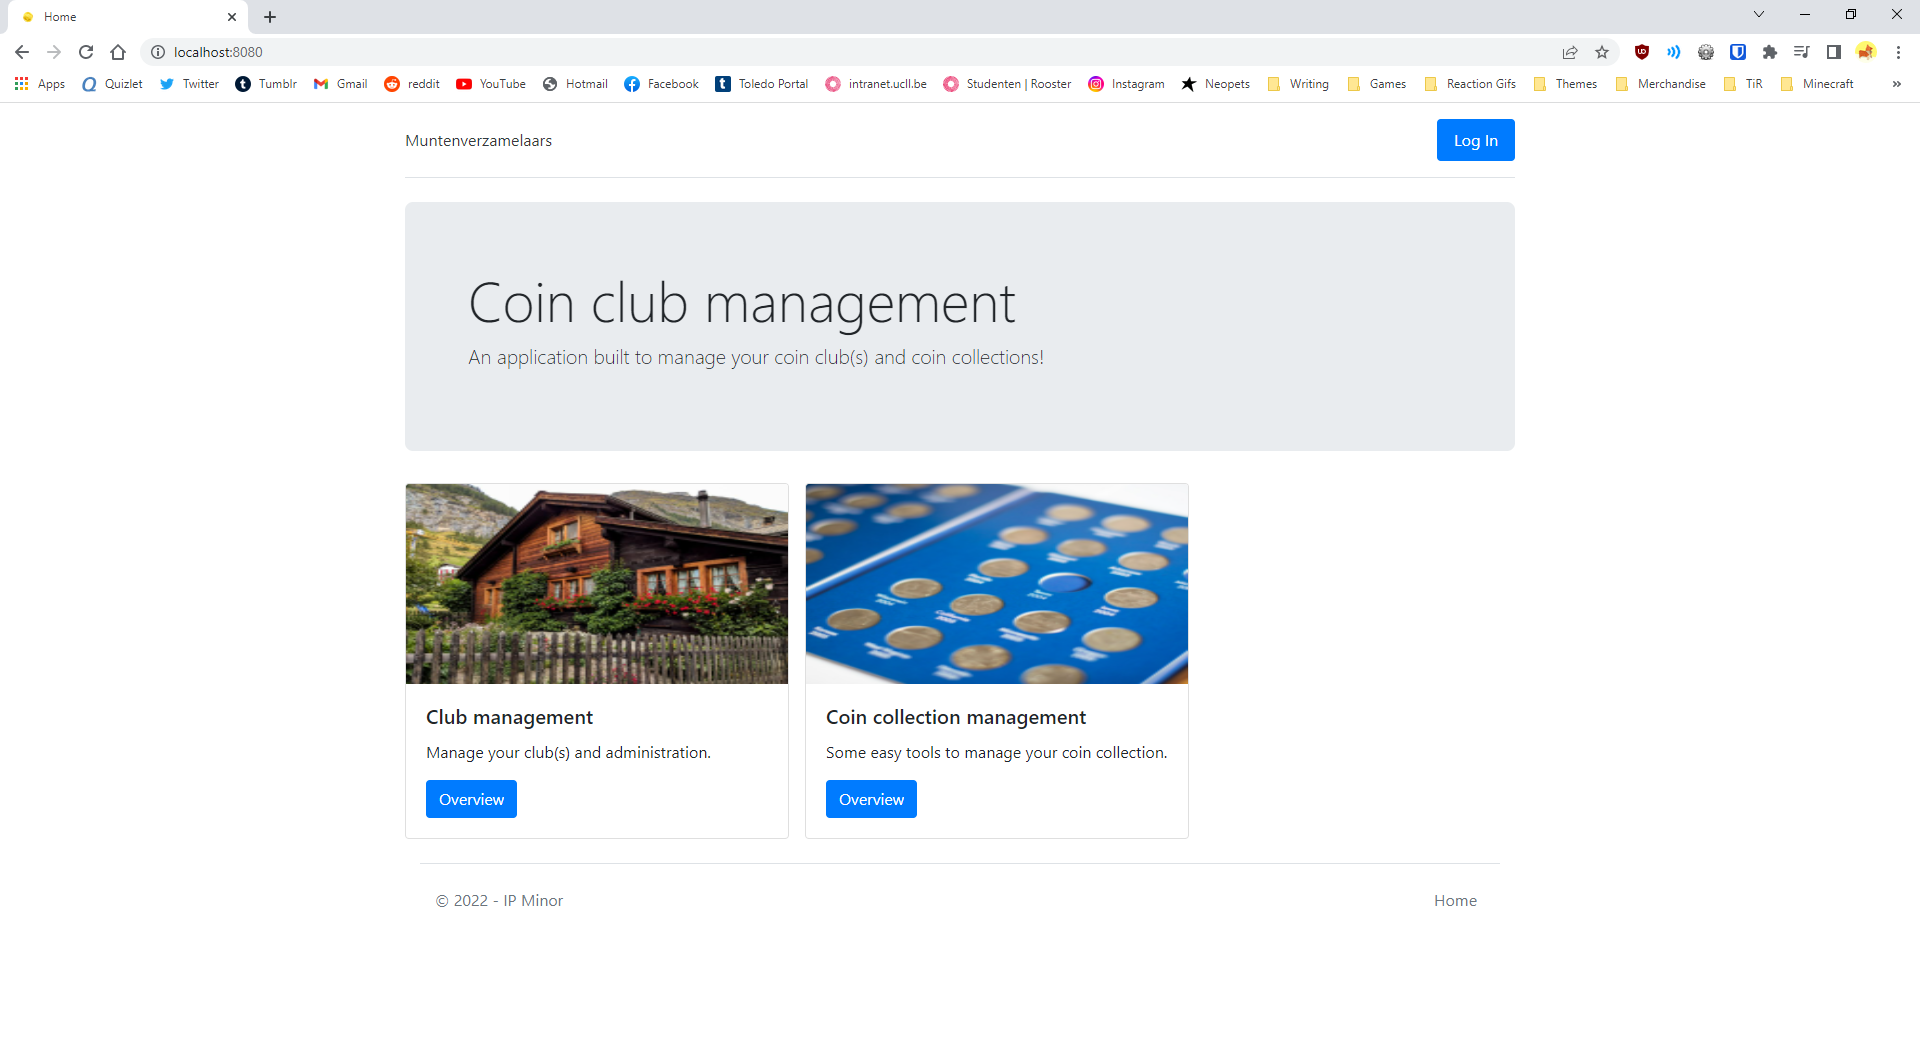 Home
localhost:8080
Apps Quizlet Twitter Tumblr Gmail reddit YouTube Hotmail Facebook Toledo Portal intranet.ucll.be Studenten | Rooster Instagram Neopets Writing Games Reaction Gifs Themes Merchandise TiR Minecraft »
Muntenverzamelaars Log In
Coin club management
An application built to manage your coin club(s) and coin collections!
Club management
Manage your club(s) and administration.
Overview
Coin collection management
Some easy tools to manage your coin collection.
Overview
© 2022 - IP Minor Home